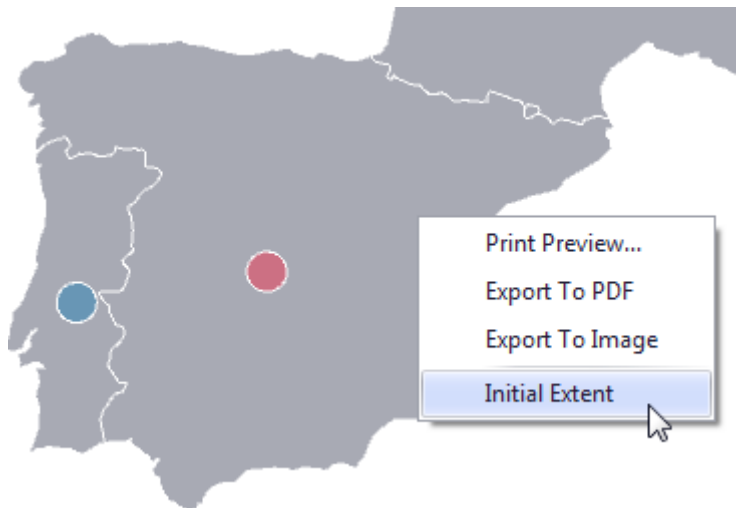 Print Preview...
Export To PDF
Export To Image
Initial Extent